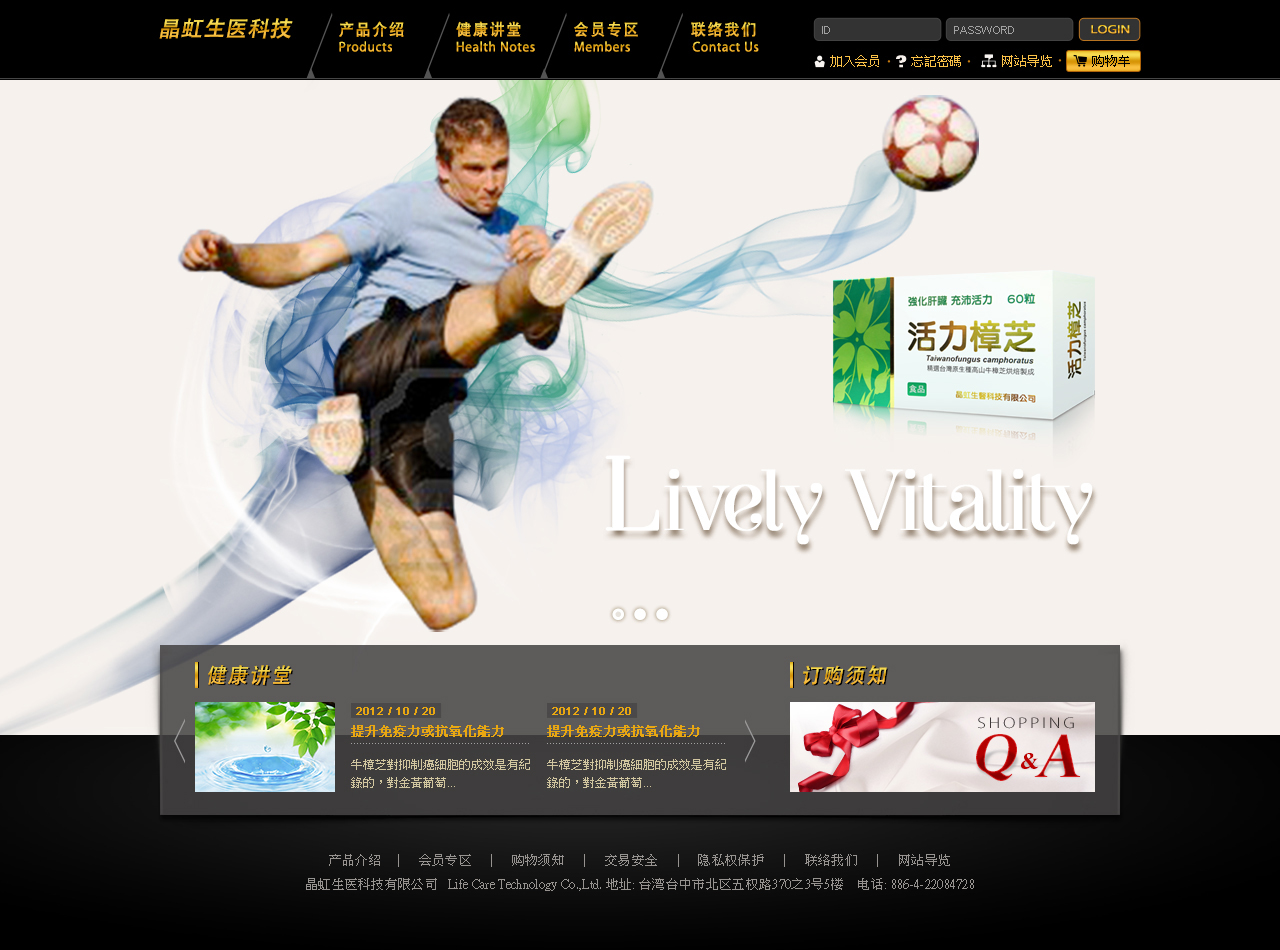 晶虹生医科技
产品介绍
Products
健康讲堂
Health Notes
会员专区
Members
联络我们
Contact Us
ID
PASSWORD
LOGIN
加入会员
忘記密碼
网站导览
购物车
強化肝臟 充沛活力 60粒
活力樟芝
Taiwanofungus camphoratus
精選台灣原生種高山牛樟芝烘焙製成
食品
晶虹生醫科技有限公司
活力樟芝
Lively Vitality
健康讲堂
2012 / 10 / 20
提升免疫力或抗氧化能力
牛樟芝對抑制癌細胞的成效是有紀
錄的，對金黃葡萄...
2012 / 10 / 20
提升免疫力或抗氧化能力
牛樟芝對抑制癌細胞的成效是有紀
錄的，對金黃葡萄...
订购须知
SHOPPING
Q&A
产品介绍 | 会员专区 | 购物须知 | 交易安全 | 隐私权保护 | 联络我们 | 网站导览
晶虹生医科技有限公司 Life Care Technology Co.,Ltd. 地址: 台湾台中市北区五权路370之3号5楼 电话: 886-4-22084728